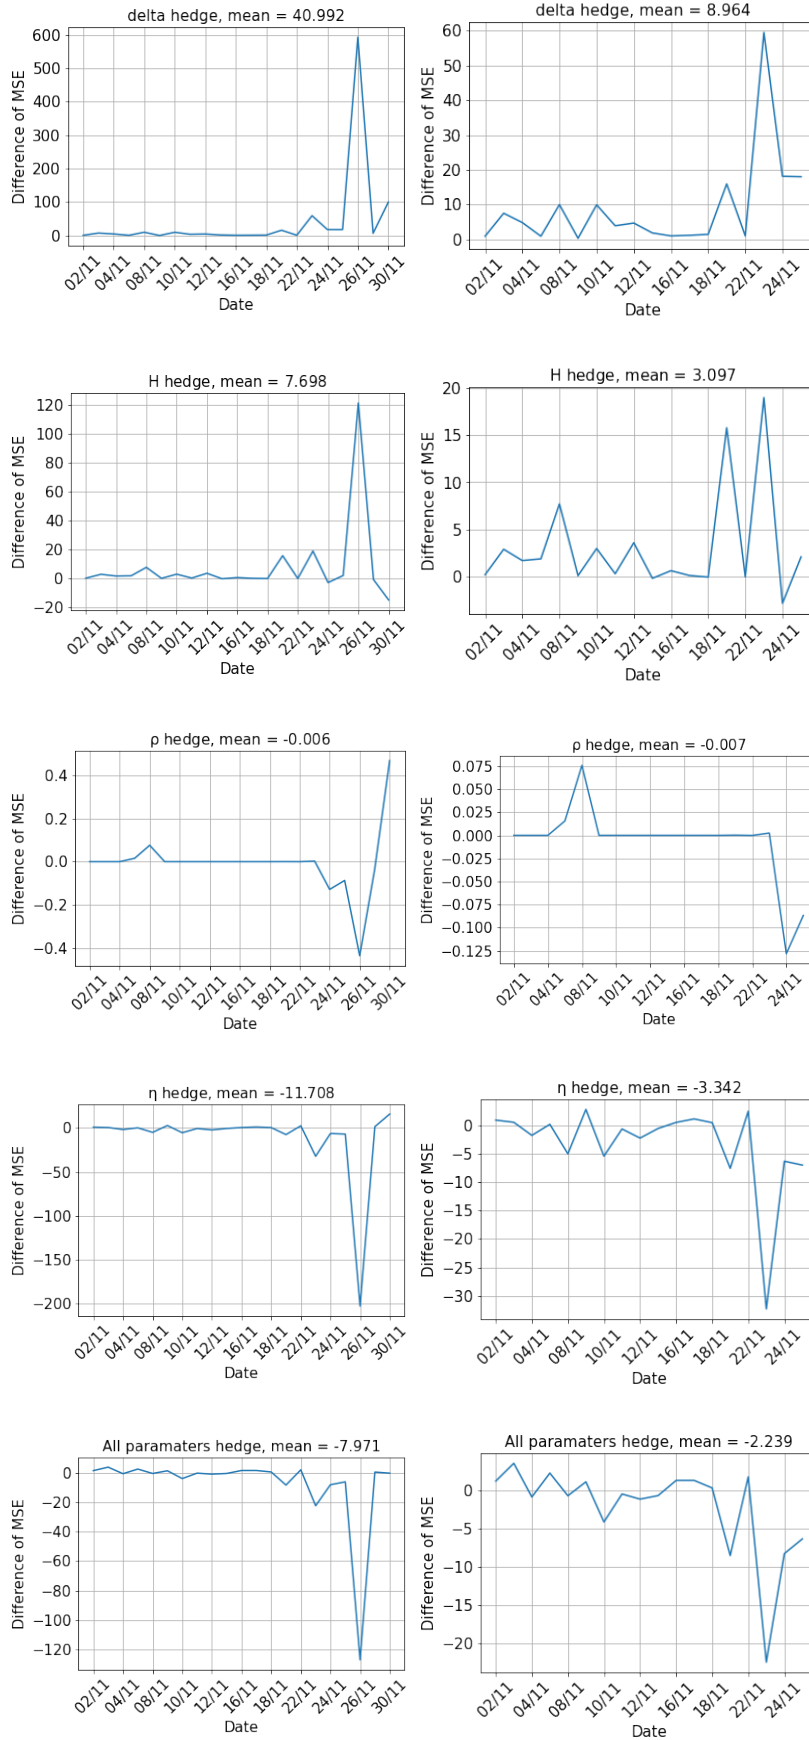 delta hedge, mean = 40.992
Difference of MSE
600
500
400
300
200
100
0
02/11 04/11 08/11 10/11 12/11 16/11 18/11 22/11 24/11 26/11 30/11
Date
delta hedge, mean = 8.964
Difference of MSE
60
50
40
30
20
10
0
02/11 04/11 08/11 10/11 12/11 16/11 18/11 22/11 24/11
Date
H hedge, mean = 7.698
Difference of MSE
120
100
80
60
40
20
0
−20
02/11 04/11 08/11 10/11 12/11 16/11 18/11 22/11 24/11 26/11 30/11
Date
H hedge, mean = 3.097
Difference of MSE
20
15
10
5
0
02/11 04/11 08/11 10/11 12/11 16/11 18/11 22/11 24/11
Date
ρ hedge, mean = -0.006
Difference of MSE
0.4
0.2
0.0
−0.2
−0.4
02/11 04/11 08/11 10/11 12/11 16/11 18/11 22/11 24/11 26/11 30/11
Date
ρ hedge, mean = -0.007
Difference of MSE
0.075
0.050
0.025
0.000
−0.025
−0.050
−0.075
−0.100
−0.125
02/11 04/11 08/11 10/11 12/11 16/11 18/11 22/11 24/11
Date
η hedge, mean = -11.708
Difference of MSE
0
−50
−100
−150
−200
02/11 04/11 08/11 10/11 12/11 16/11 18/11 22/11 24/11 26/11 30/11
Date
η hedge, mean = -3.342
Difference of MSE
0
−5
−10
−15
−20
−25
−30
02/11 04/11 08/11 10/11 12/11 16/11 18/11 22/11 24/11
Date
All paramaters hedge, mean = -7.971
Difference of MSE
0
−20
−40
−60
−80
−100
−120
02/11 04/11 08/11 10/11 12/11 16/11 18/11 22/11 24/11 26/11 30/11
Date
All paramaters hedge, mean = -2.239
Difference of MSE
0
−5
−10
−15
−20
02/11 04/11 08/11 10/11 12/11 16/11 18/11 22/11 24/11
Date